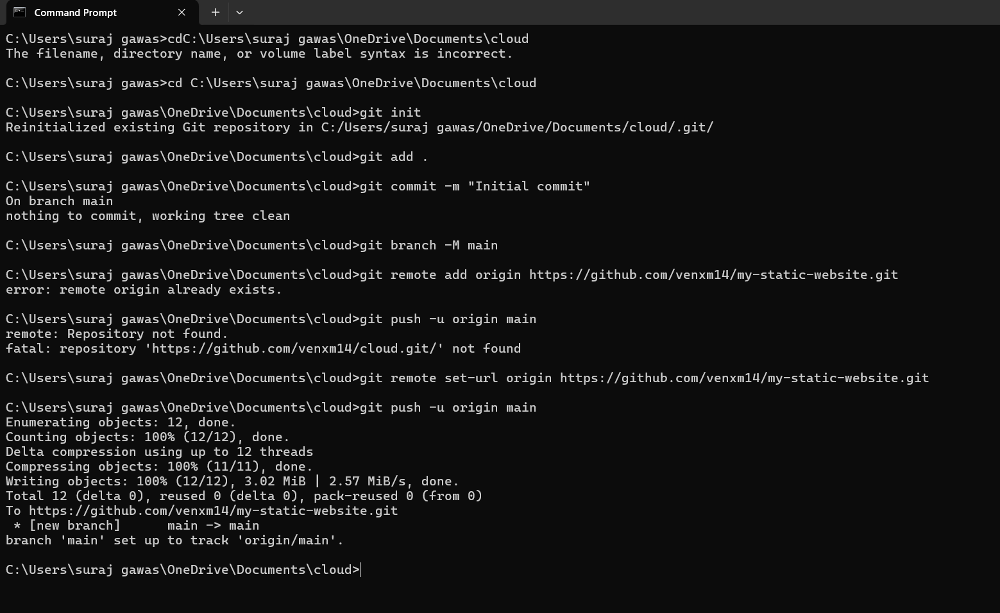 Command Prompt
C:\Users\suraj gawas>cdC:\Users\suraj gawas\OneDrive\Documents\cloud
The filename, directory name, or volume label syntax is incorrect.
C:\Users\suraj gawas>cd C:\Users\suraj gawas\OneDrive\Documents\cloud
C:\Users\suraj gawas\OneDrive\Documents\cloud>git init
Reinitialized existing Git repository in C:/Users/suraj gawas/OneDrive/Documents/cloud/.git/
C:\Users\suraj gawas\OneDrive\Documents\cloud>git add .
C:\Users\suraj gawas\OneDrive\Documents\cloud>git commit -m "Initial commit"
On branch main
nothing to commit, working tree clean
C:\Users\suraj gawas\OneDrive\Documents\cloud>git branch -M main
C:\Users\suraj gawas\OneDrive\Documents\cloud>git remote add origin https://github.com/venxm14/my-static-website.git
error: remote origin already exists.
C:\Users\suraj gawas\OneDrive\Documents\cloud>git push -u origin main
remote: Repository not found.
fatal: repository 'https://github.com/venxm14/cloud.git/' not found
C:\Users\suraj gawas\OneDrive\Documents\cloud>git remote set-url origin https://github.com/venxm14/my-static-website.git
C:\Users\suraj gawas\OneDrive\Documents\cloud>git push -u origin main
Enumerating objects: 12, done.
Counting objects: 100% (12/12), done.
Delta compression using up to 12 threads
Compressing objects: 100% (11/11), done.
Writing objects: 100% (12/12), 3.02 MiB | 2.57 MiB/s, done.
Total 12 (delta 0), reused 0 (delta 0), pack-reused 0 (from 0)
To https://github.com/venxm14/my-static-website.git
 * [new branch]      main -> main
branch 'main' set up to track 'origin/main'.
C:\Users\suraj gawas\OneDrive\Documents\cloud>